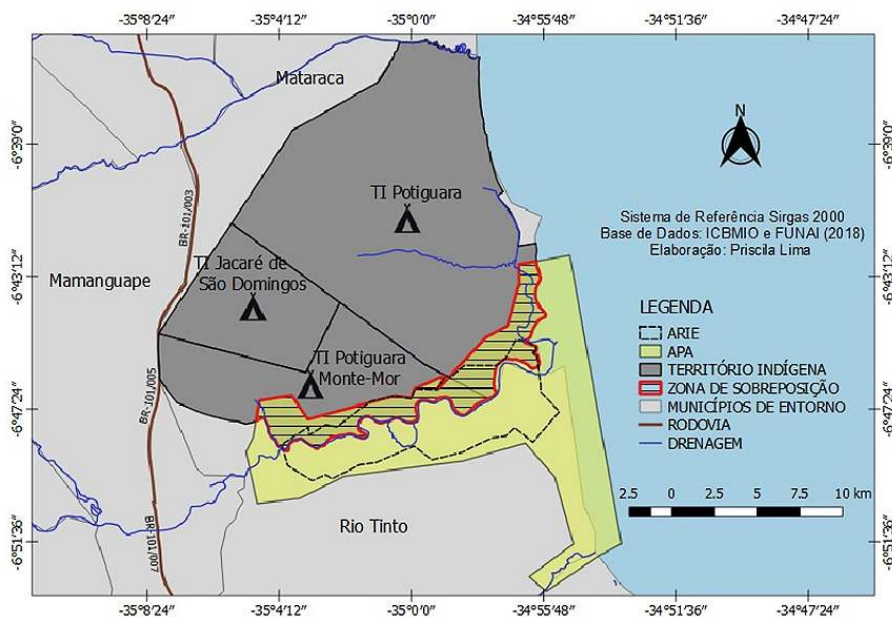 -35°8'24" -35°4'12" -35°0'0" -34°55'48" -34°51'36" -34°47'24"
Mataraca
N
-6°39'0" -6°39'0"
BR-101/003
TI Potiguara
Sistema de Referência Sirgas 2000
Base de Dados: ICBMIO e FUNAI (2018)
Elaboração: Priscila Lima
-6°43'12" -6°43'12"
Mamanguape
TI Jacaré de
São Domingos
LEGENDA
ARIE
APA
TERRITÓRIO INDÍGENA
ZONA DE SOBREPOSIÇÃO
MUNICÍPIOS DE ENTORNO
RODOVIA
DRENAGEM
TI Potiguara
Monte-Mor
BR-101/005
-6°47'24" -6°47'24"
2.5 0 2.5 5 7.5 10 km
Rio Tinto
BR-101/007
-6°51'36" -6°51'36"
-35°8'24" -35°4'12" -35°0'0" -34°55'48" -34°51'36" -34°47'24"